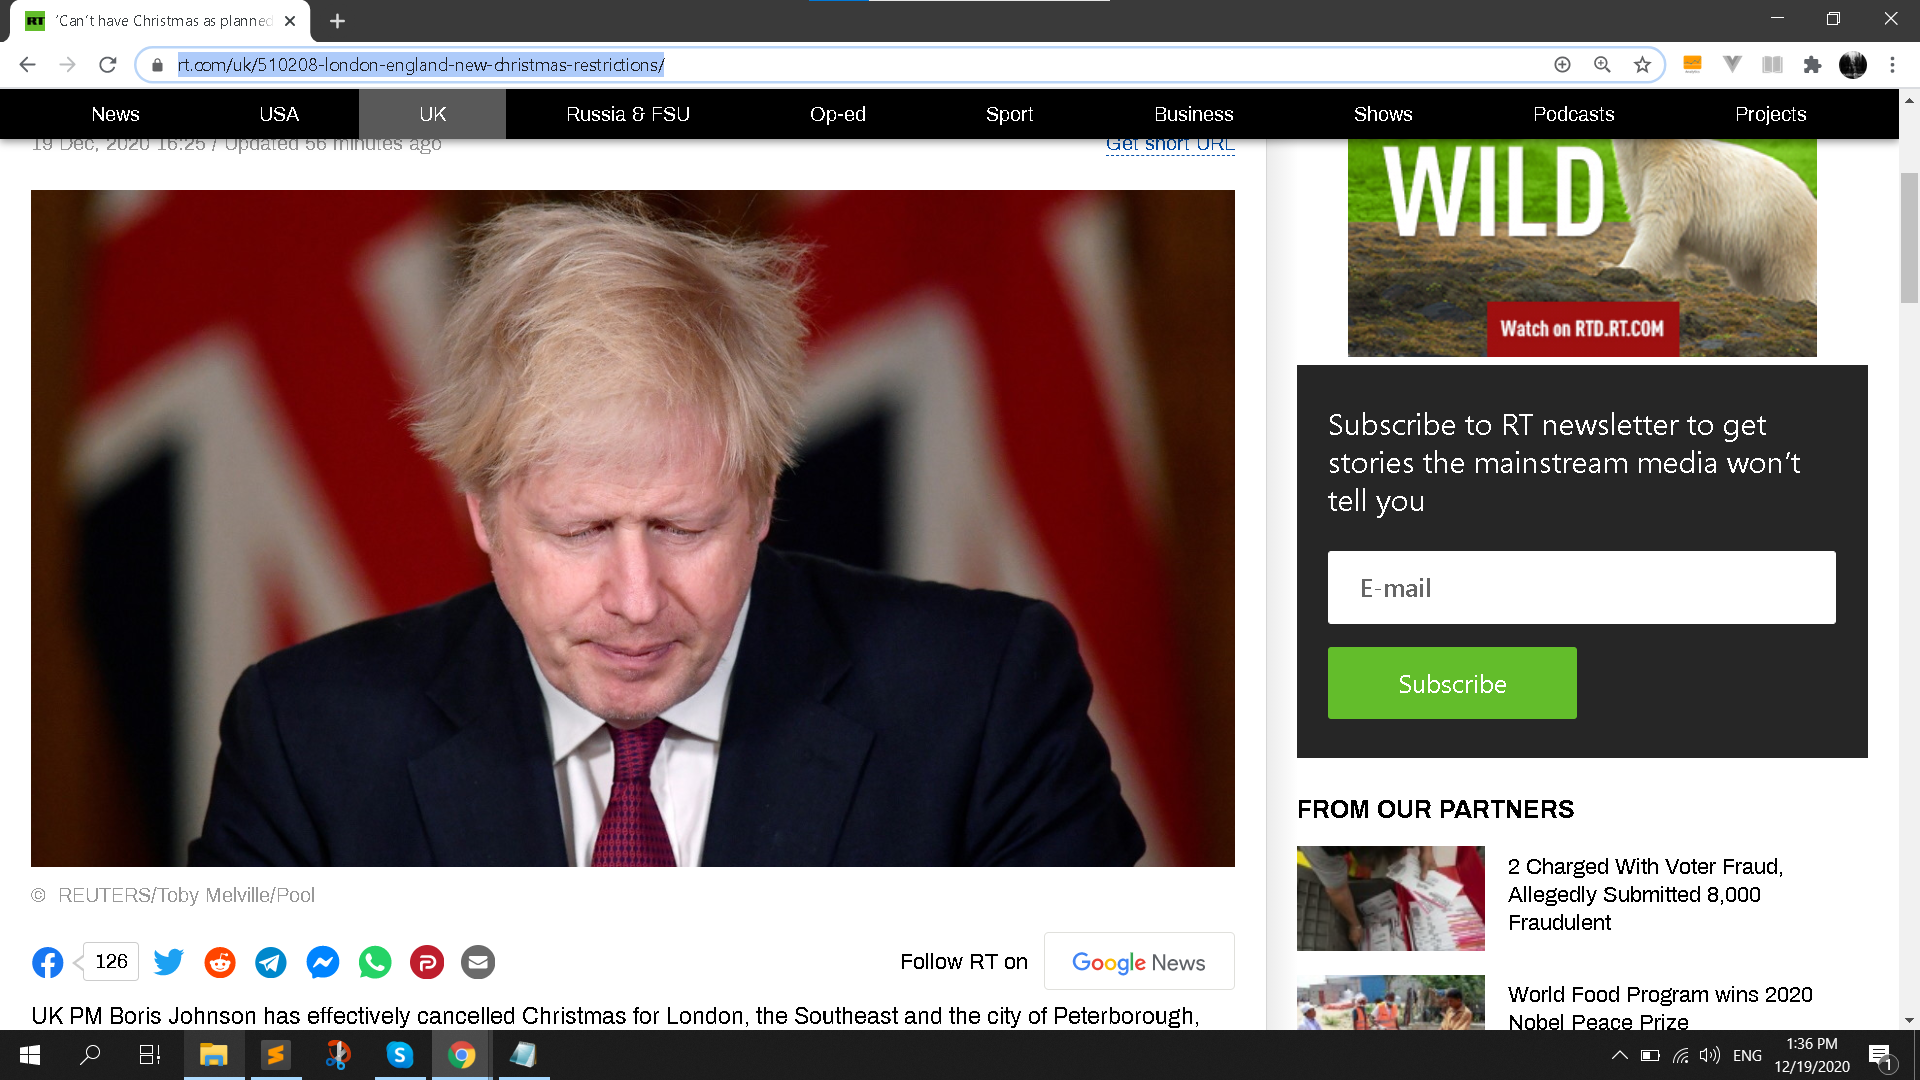 RT 'Can't have Christmas as planned
rt.com/uk/510208-london-england-new-christmas-restrictions/
News USA UK Russia & FSU Op-ed Sport Business Shows Podcasts Projects
19 Dec, 2020 16:25 / Updated 56 minutes ago
Get short URL
© REUTERS/Toby Melville/Pool
126
Follow RT on
Google News
UK PM Boris Johnson has effectively cancelled Christmas for London, the Southeast and the city of Peterborough,
WILD
Watch on RTD.RT.COM
Subscribe to RT newsletter to get
stories the mainstream media won't
tell you
E-mail
Subscribe
FROM OUR PARTNERS
2 Charged With Voter Fraud,
Allegedly Submitted 8,000
Fraudulent
World Food Program wins 2020
Nobel Peace Prize
ENG
1:36 PM
12/19/2020
1